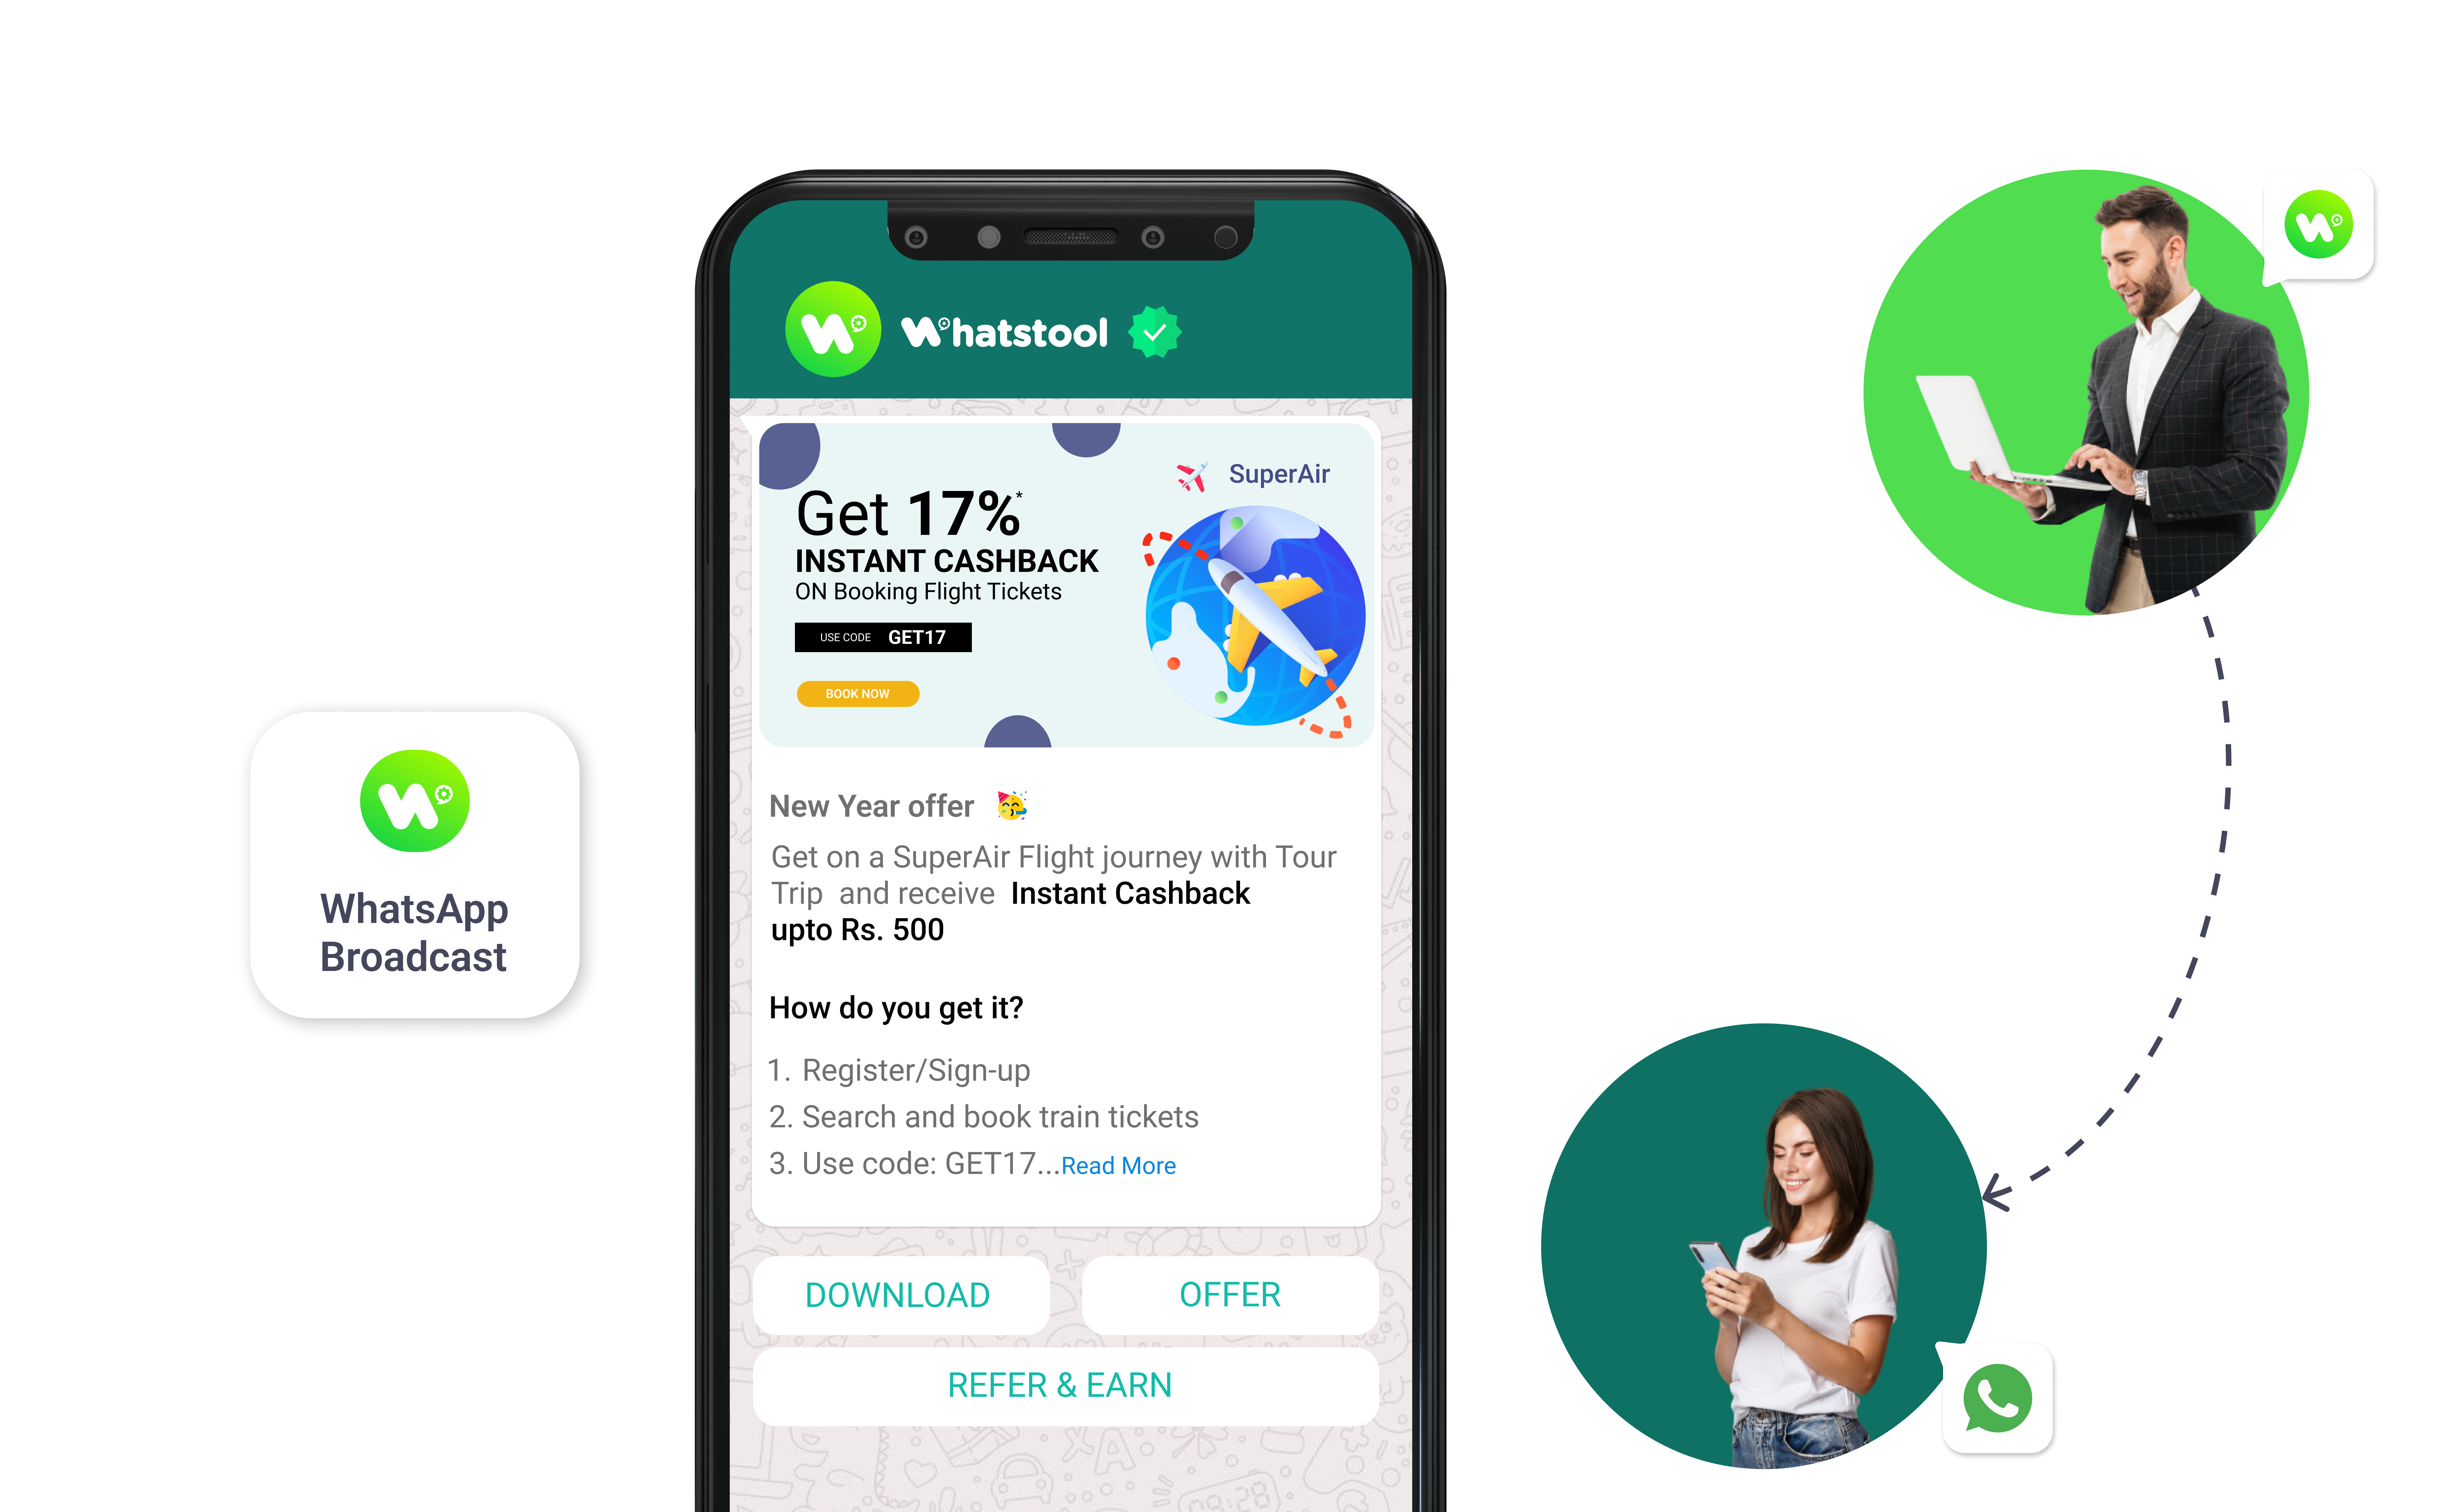 Whatstool
SuperAir
Get 17%*
INSTANT CASHBACK
ON Booking Flight Tickets
USE CODE GET17
BOOK NOW
New Year offer 🥳
Get on a SuperAir Flight journey with Tour
Trip and receive Instant Cashback
upto Rs. 500
How do you get it?
1. Register/Sign-up
2. Search and book train tickets
3. Use code: GET17...Read More
DOWNLOAD
OFFER
REFER & EARN
WhatsApp
Broadcast
09:28